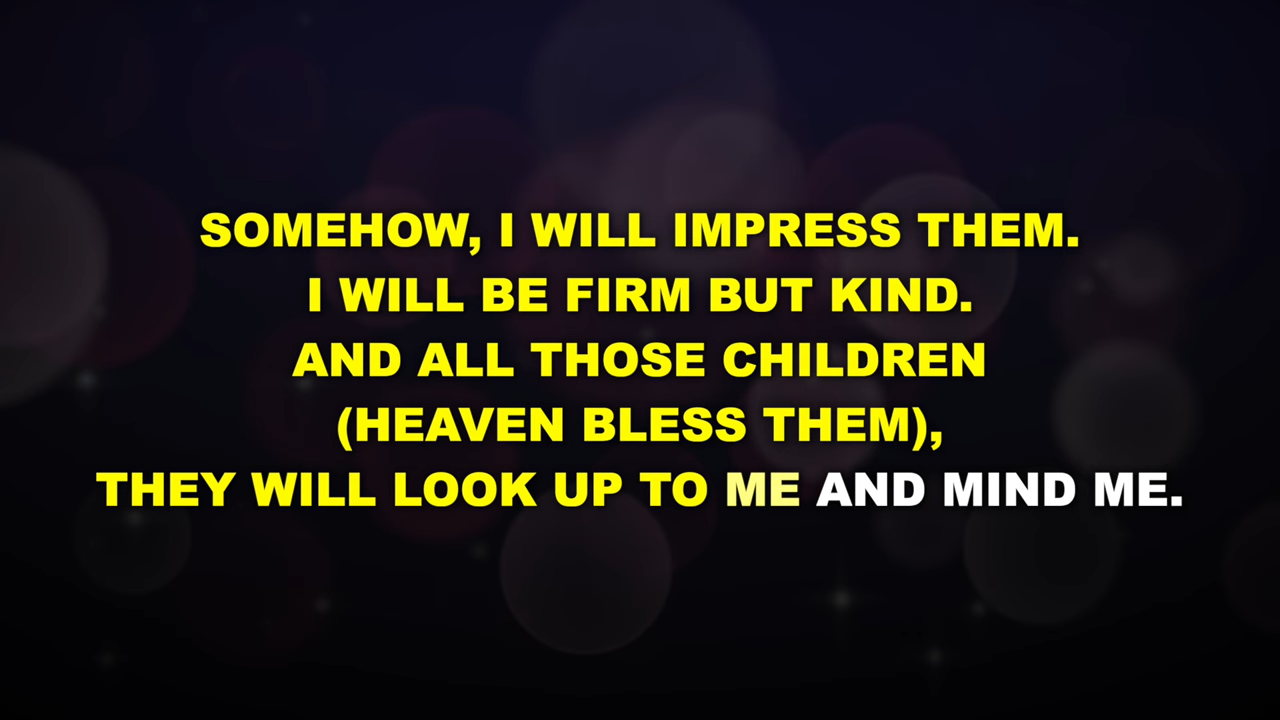 SOMEHOW, I WILL IMPRESS THEM.
I WILL BE FIRM BUT KIND.
AND ALL THOSE CHILDREN
(HEAVEN BLESS THEM),
THEY WILL LOOK UP TO ME AND MIND ME.